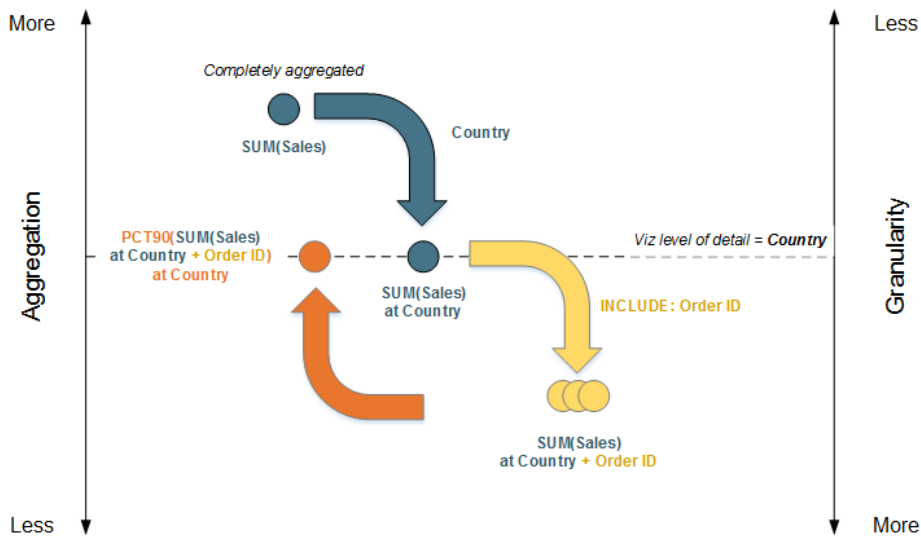 More
Less
Completely aggregated
SUM(Sales)
Country
Aggregation
PCT90(SUM(Sales)
at Country + Order ID)
at Country
SUM(Sales)
at Country
Viz level of detail = Country
Granularity
INCLUDE: Order ID
SUM(Sales)
at Country + Order ID
Less
More